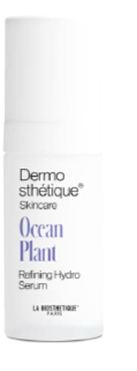 Dermo
sthétique®
Skincare
Ocean
Plant
Refining Hydro
Serum
LA BIOSTHETIQUE
PARIS